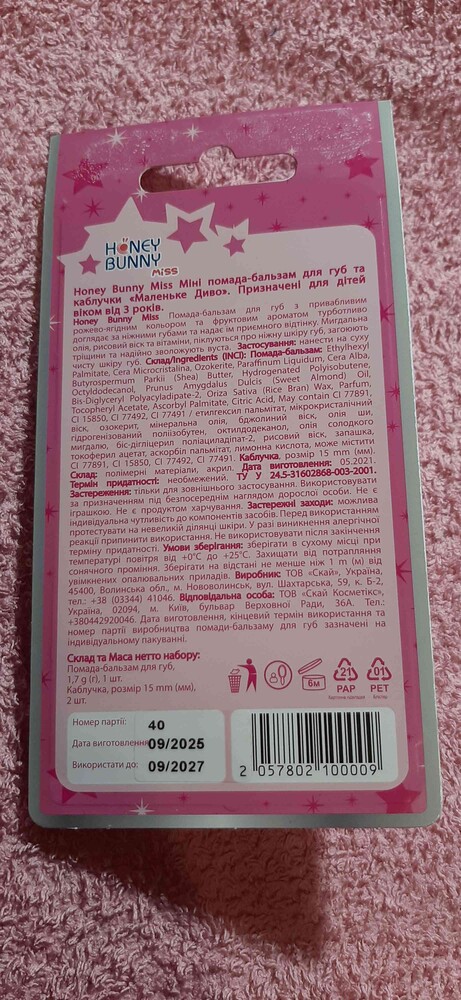 HONEY
BUNNY
Miss
Honey Bunny Miss Міні помада-бальзам для губ та
каблучки «Маленьке Диво». Призначені для дітей
віком від 3 років.
Honey Bunny Miss Помада-бальзам для губ з привабливим
рожево-ягідним кольором та фруктовим ароматом турботливо
доглядає за ніжними губами та надає їм приємного відтінку. Мигдальна
олія, рисовий віск та вітаміни, піклуються про ніжну шкіру губ, загоюють
тріщини та надійно зволожують вуста. Застосування: нанести на суху
чисту шкіру губ. Склад/Ingredients (INCI): Помада-бальзам: Ethylhexyl
Palmitate, Cera Microcristalina, Ozokerite, Paraffinum Liquidum, Cera Alba,
Butyrospermum Parkii (Shea) Butter, Hydrogenated Polyisobutene,
Octyldodecanol, Prunus Amygdalus Dulcis (Sweet Almond) Oil,
Bis-Diglyceryl Polyacyladipate-2, Oriza Sativa (Rice Bran) Wax, Parfum,
Tocopheryl Acetate, Ascorbyl Palmitate, Citric Acid, May contain CI 77891,
CI 15850, CI 77492, CI 77491 / етилгексил пальмітат, мікрокристалічний
віск, озокерит, мінеральна олія, бджолиний віск, олія ши,
гідрогенізований поліізобутен, октилдодеканол, олія солодкого
мигдалю, біс-дігліцерил поліациладіпат-2, рисовий віск, запашка,
токоферил ацетат, аскорбіл пальмітат, лимонна кислота, може містити
CI 77891, CI 15850, CI 77492, CI 77491. Каблучка, розмір 15 mm (мм).
Склад: полімерні матеріали, акрил. Дата виготовлення: 05.2021.
Термін придатності: необмежений, ТУ У 24.5-31602868-003-2001.
Застереження: тільки для зовнішнього застосування. Використовувати
за призначенням під безпосереднім наглядом дорослої особи. Не є
іграшкою. Не є продуктом харчування. Застережні заходи: можлива
індивідуальна чутливість до компонентів засобів. Перед використанням
протестувати на невеликій ділянці шкіри. У разі виникнення алергічної
реакції припинити використання. Не використовувати після закінчення
терміну придатності. Умови зберігання: зберігати в сухому місці при
температурі повітря від +0°С до +25°С. Захищати від потрапляння
сонячного проміння. Зберігати на відстані не менше ніж 1 m (м) від
увімкнених опалювальних приладів. Виробник: ТОВ «Скай», Україна,
45400, Волинська обл., м. Нововолинськ, вул. Шахтарська, 59, к. Б-2,
тел.: +38 (03344) 41046. Відповідальна особа: ТОВ «Скай Косметікс»,
Україна, 02094, м. Київ, бульвар Верховної Ради, 36А. Тел.:
+380442920046. Дата виготовлення, кінцевий термін використання та
номер партії виробництва помади-бальзаму для губ зазначено на
індивідуальному пакуванні.
Склад та Маса нетто набору:
Помада-бальзам для губ,
1,7 g (г), 1 шт.
Каблучка, розмір 15 mm (мм),
2 шт.
6М
21
PAP
01
PET
Номер партії: 40
Дата виготовлення 09/2025
Використати до: 09/2027
2 057802 100009